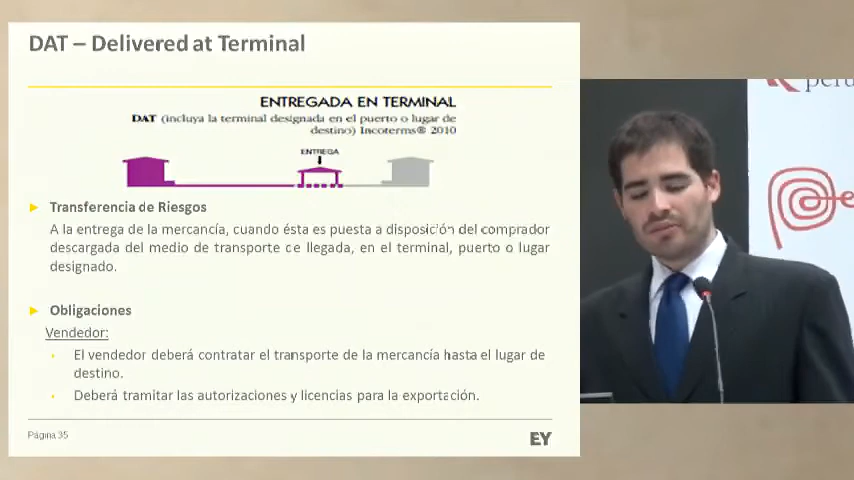 DAT – Delivered at Terminal
ENTREGADA EN TERMINAL
DAT (incluya la terminal designada en el puerto o lugar de
destino) Incoterms® 2010
ENTREGA
Transferencia de Riesgos
A la entrega de la mercancía, cuando ésta es puesta a disposición del comprador
descargada del medio de transporte de llegada, en el terminal, puerto o lugar
designado.
Obligaciones
Vendedor:
El vendedor deberá contratar el transporte de la mercancía hasta el lugar de
destino.
Deberá tramitar las autorizaciones y licencias para la exportación.
Página 35
EY